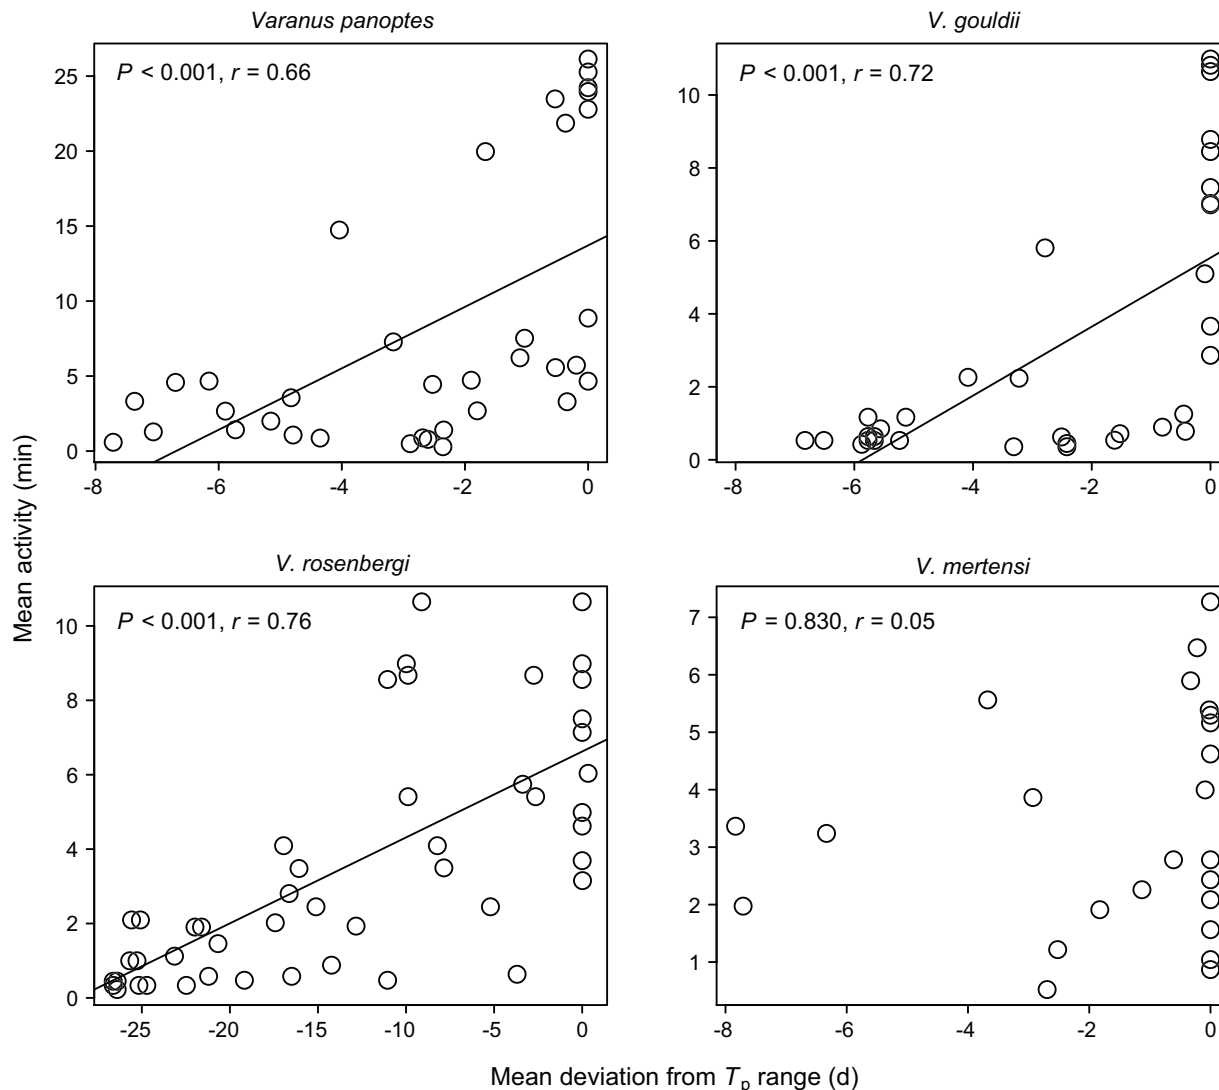 Varanus panoptes
V. gouldii
P < 0.001, r = 0.66
P < 0.001, r = 0.72
25
20
15
10
5
0
-8 -6 -4 -2 0
10
8
6
4
2
0
-8 -6 -4 -2 0
Mean activity (min)
V. rosenbergi
V. mertensi
P < 0.001, r = 0.76
P = 0.830, r = 0.05
10
8
6
4
2
0
-25 -20 -15 -10 -5 0
7
6
5
4
3
2
1
-8 -6 -4 -2 0
Mean deviation from Tp range (d)